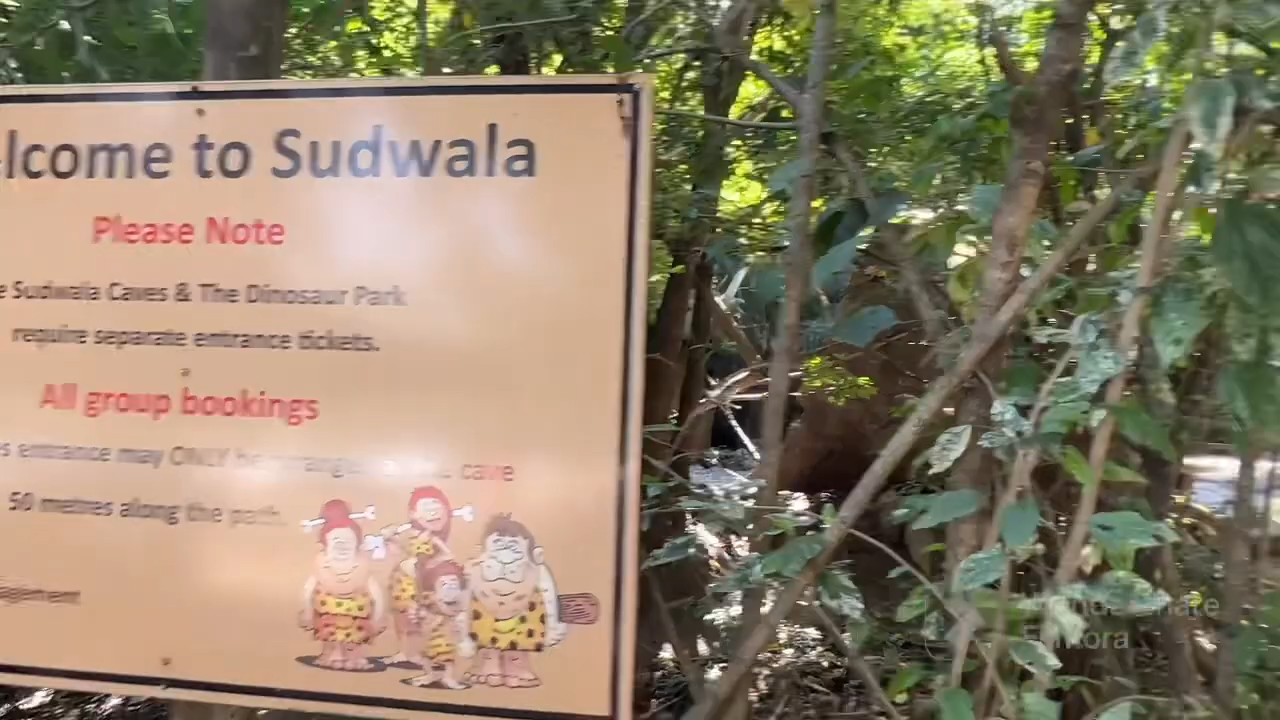 lcome to Sudwala
Please Note
e Sudwala Caves & The Dinosaur Park
require separate entrance tickets.
All group bookings
s entrance may ONLY be cave
50 metres along the path.
agement